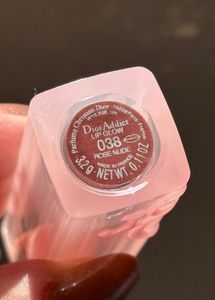 Parfums Christian Dior - 75008 Paris. France.
Dior Addict
LIP GLOW
038
ROSE NUDE
MADE IN FRANCE
3.2 g - NET WT. 0.11 OZ